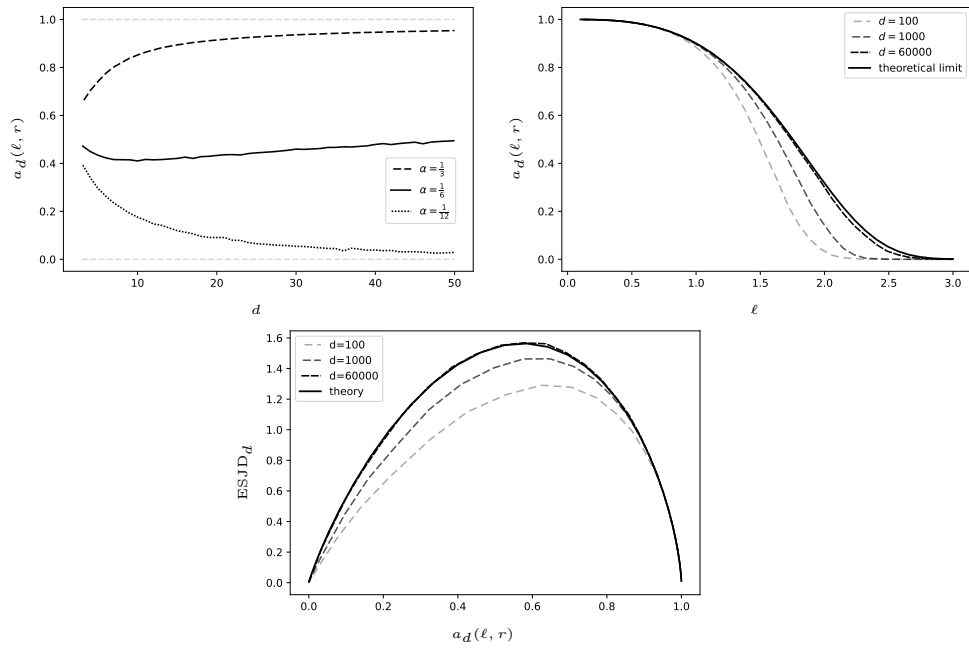 1.0
0.8
0.6
0.4
0.2
0.0
a_d(ℓ, r)
10 20 30 40 50
d
α = 1/3
α = 1/6
α = 1/12
1.0
0.8
0.6
0.4
0.2
0.0
a_d(ℓ, r)
0.0 0.5 1.0 1.5 2.0 2.5 3.0
ℓ
d = 100
d = 1000
d = 60000
theoretical limit
1.6
1.4
1.2
1.0
0.8
0.6
0.4
0.2
0.0
ESJD_d
0.0 0.2 0.4 0.6 0.8 1.0
a_d(ℓ, r)
d=100
d=1000
d=60000
theory